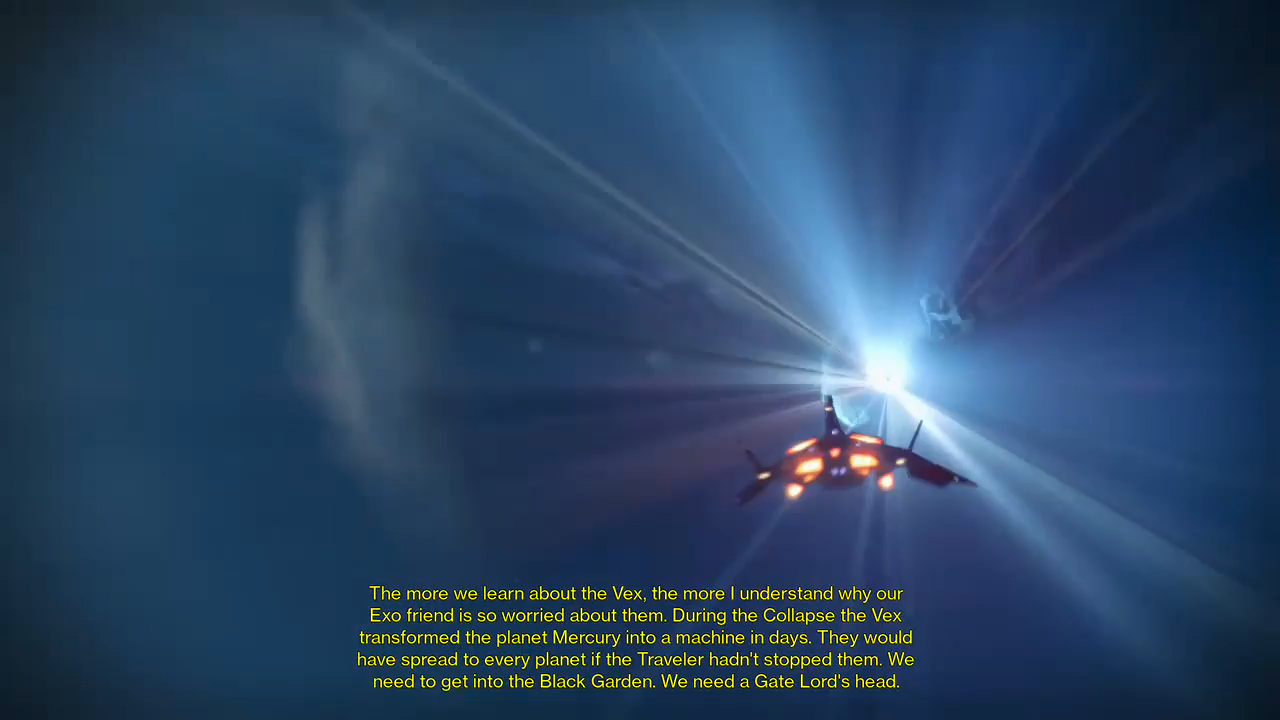 The more we learn about the Vex, the more I understand why our
Exo friend is so worried about them. During the Collapse the Vex
transformed the planet Mercury into a machine in days. They would
have spread to every planet if the Traveler hadn't stopped them. We
need to get into the Black Garden. We need a Gate Lord's head.